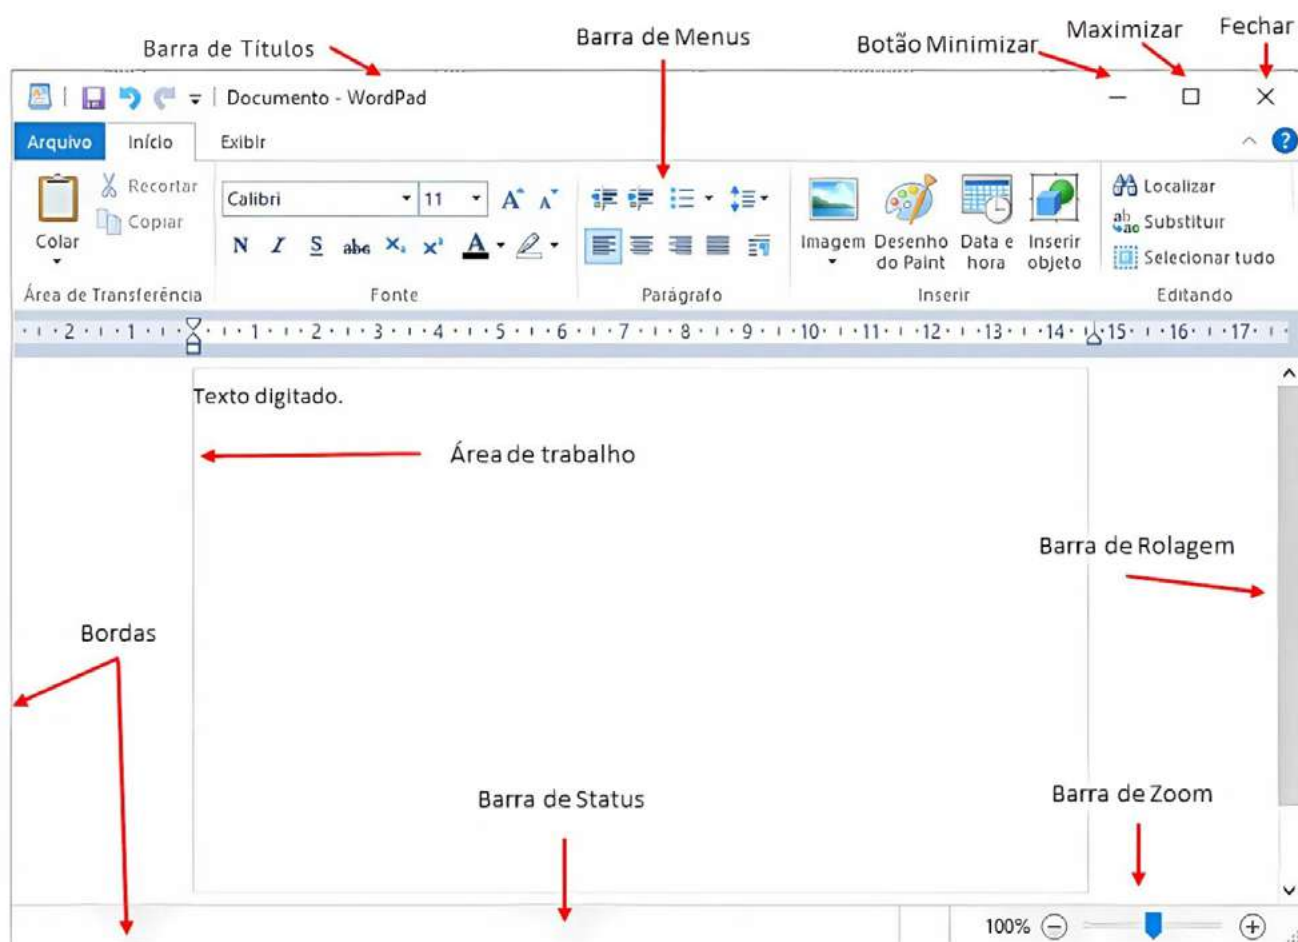 Barra de Títulos
Barra de Menus
Botão Minimizar
Maximizar
Fechar
Documento - WordPad
Arquivo Início Exibir
?
Colar
Recortar
Copiar
Área de Transferência
Calibri 11 A A
N I S abc X₂ x² A
Fonte
Parágrafo
Imagem
Desenho do Paint
Data e hora
Inserir objeto
Inserir
Localizar
Substituir
Selecionar tudo
Editando
2 1 1 2 3 4 5 6 7 8 9 10 11 12 13 14 15 16 17
Texto digitado.
Área de trabalho
Barra de Rolagem
Bordas
Barra de Status
Barra de Zoom
100%